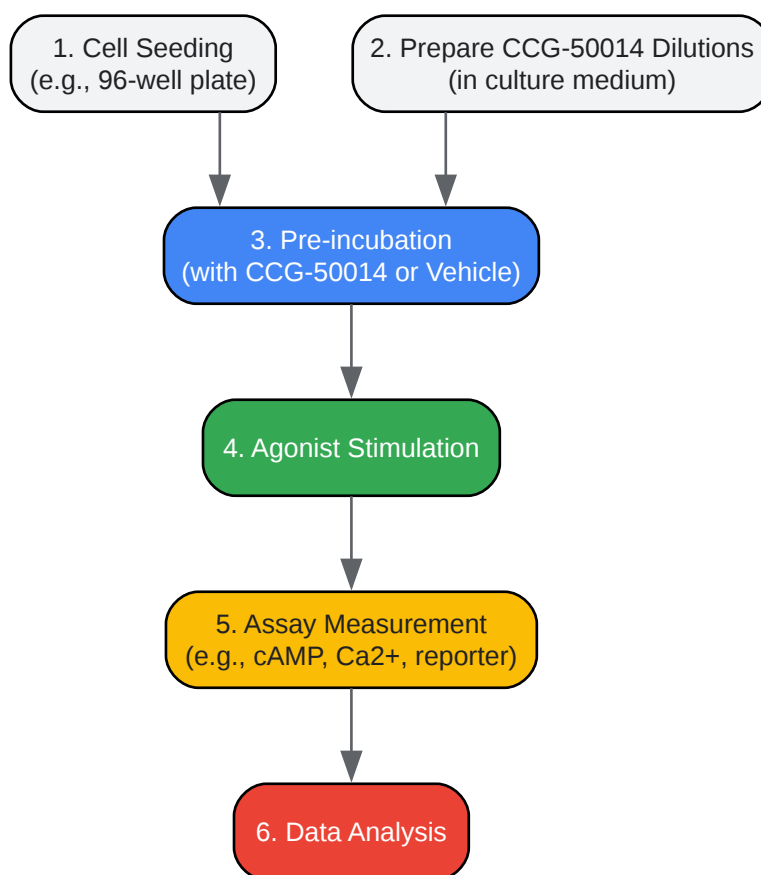 1. Cell Seeding
(e.g., 96-well plate)
2. Prepare CCG-50014 Dilutions
(in culture medium)
3. Pre-incubation
(with CCG-50014 or Vehicle)
4. Agonist Stimulation
5. Assay Measurement
(e.g., cAMP, Ca2+, reporter)
6. Data Analysis